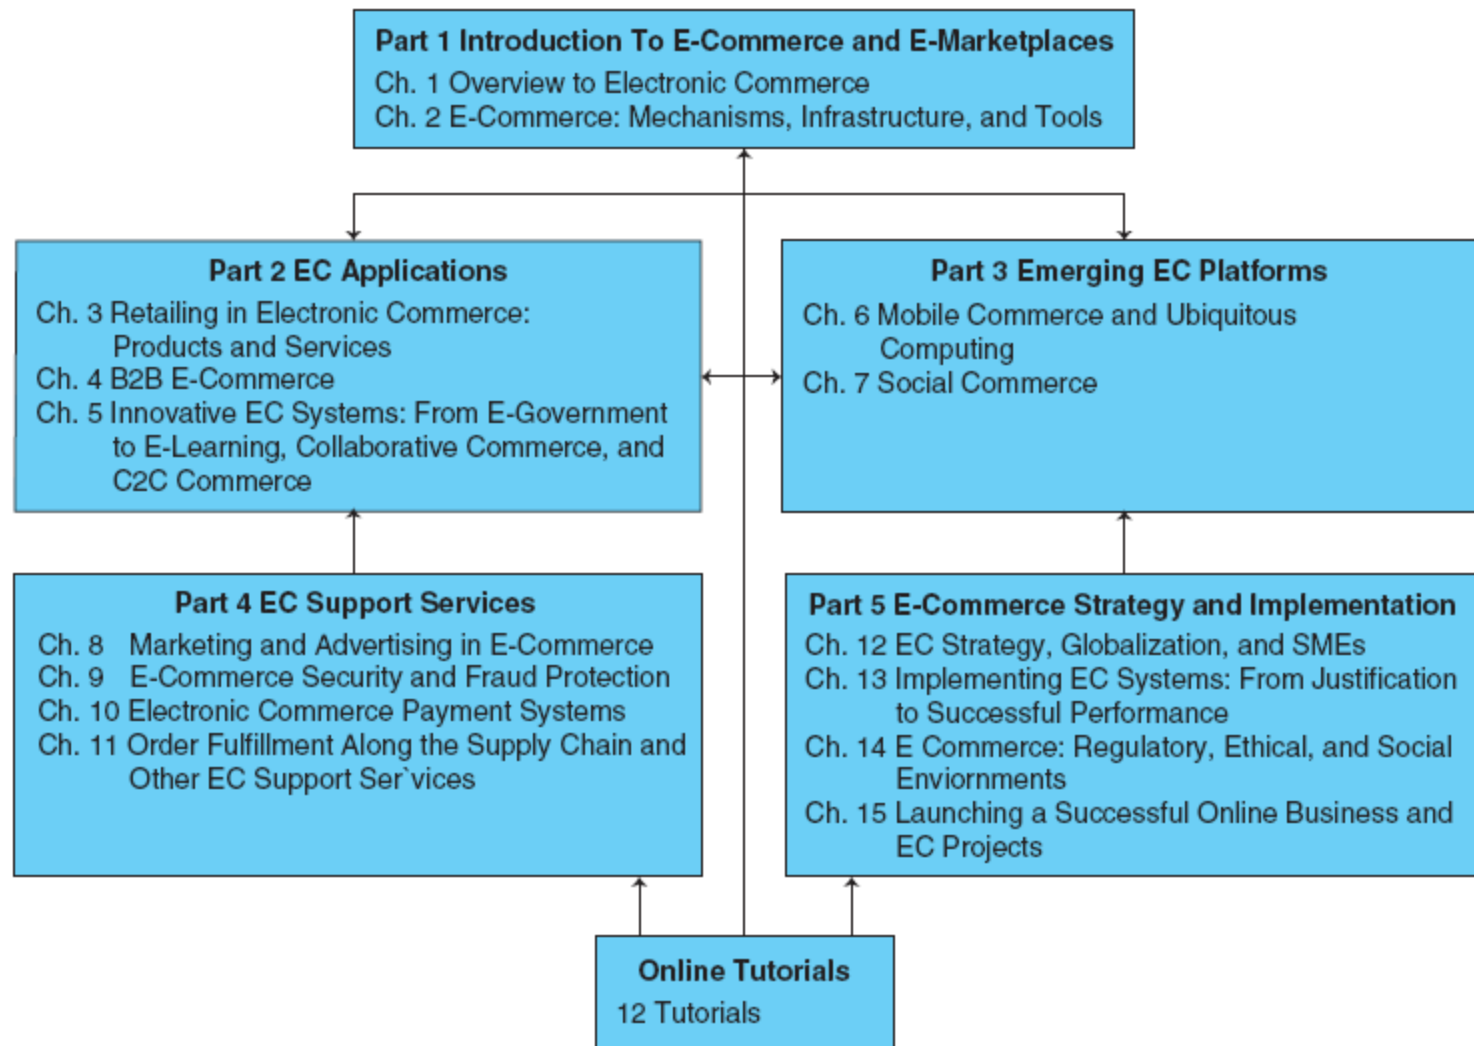 Part 1 Introduction To E-Commerce and E-Marketplaces
Ch. 1 Overview to Electronic Commerce
Ch. 2 E-Commerce: Mechanisms, Infrastructure, and Tools
Part 2 EC Applications
Ch. 3 Retailing in Electronic Commerce:
Products and Services
Ch. 4 B2B E-Commerce
Ch. 5 Innovative EC Systems: From E-Government
to E-Learning, Collaborative Commerce, and
C2C Commerce
Part 3 Emerging EC Platforms
Ch. 6 Mobile Commerce and Ubiquitous
Computing
Ch. 7 Social Commerce
Part 4 EC Support Services
Ch. 8 Marketing and Advertising in E-Commerce
Ch. 9 E-Commerce Security and Fraud Protection
Ch. 10 Electronic Commerce Payment Systems
Ch. 11 Order Fulfillment Along the Supply Chain and
Other EC Support Ser`vices
Part 5 E-Commerce Strategy and Implementation
Ch. 12 EC Strategy, Globalization, and SMEs
Ch. 13 Implementing EC Systems: From Justification
to Successful Performance
Ch. 14 E Commerce: Regulatory, Ethical, and Social
Enviornments
Ch. 15 Launching a Successful Online Business and
EC Projects
Online Tutorials
12 Tutorials